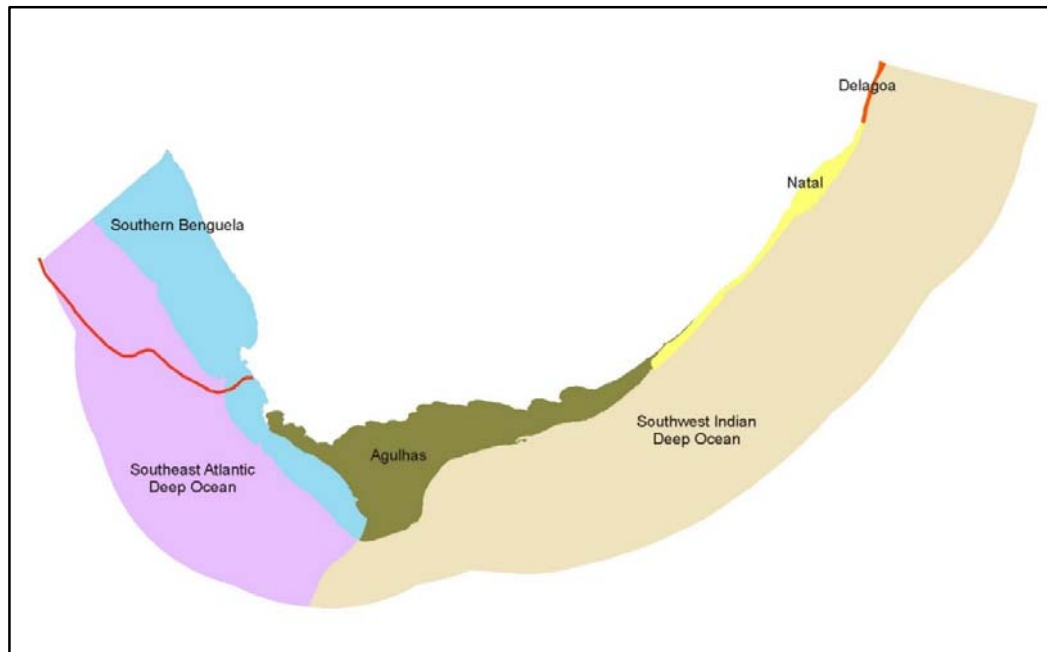 Delagoa
Natal
Southern Benguela
Southwest Indian
Deep Ocean
Agulhas
Southeast Atlantic
Deep Ocean